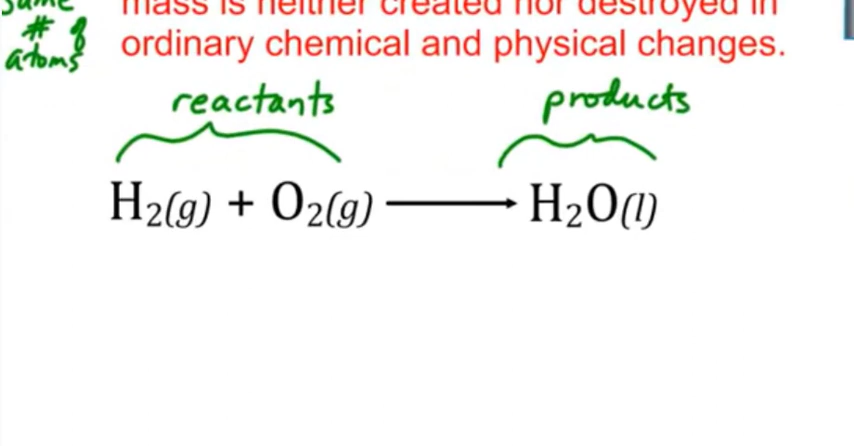 same mass is neither created nor destroyed in
# of ordinary chemical and physical changes.
atoms
reactants products
H₂(g) + O₂(g) ⟶ H₂O(l)